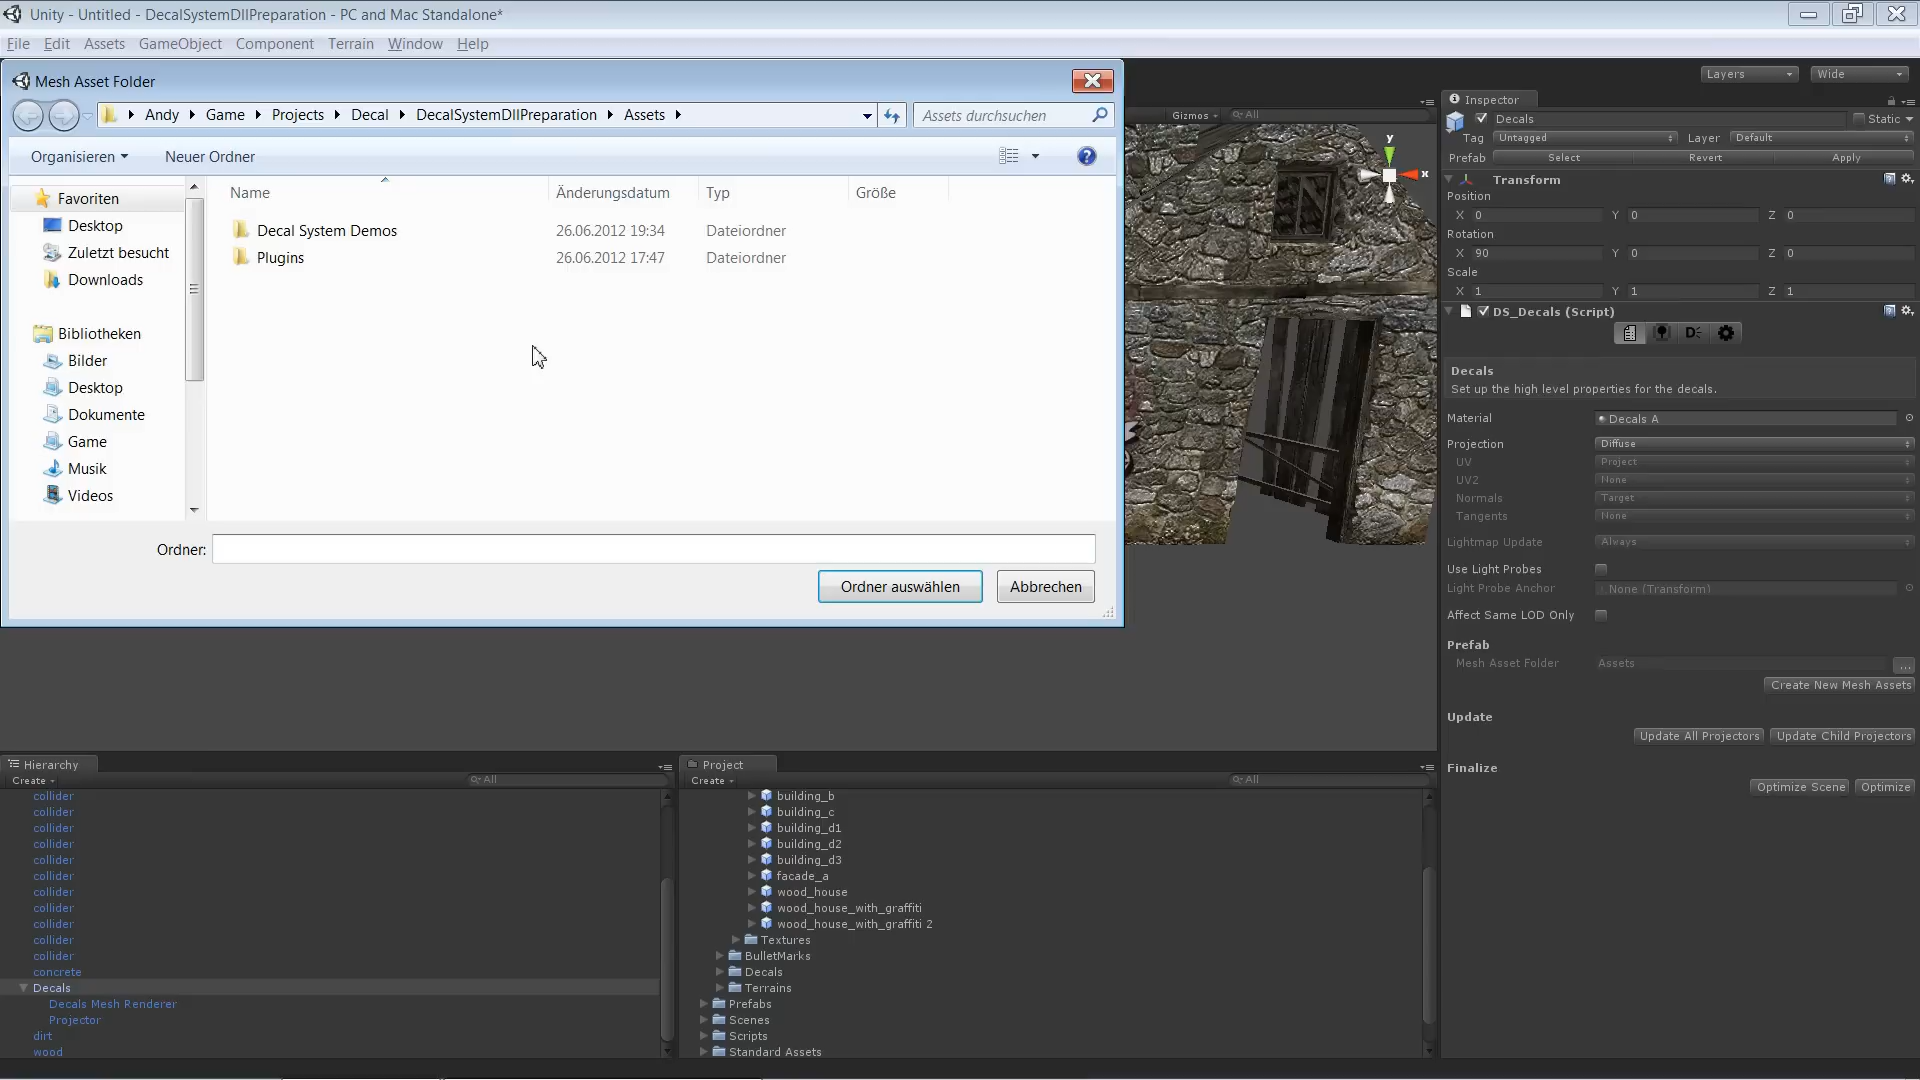 Unity - Untitled - DecalSystemDllPreparation - PC and Mac Standalone*
File Edit Assets GameObject Component Terrain Window Help
Mesh Asset Folder
Andy Game Projects Decal DecalSystemDllPreparation Assets
Assets durchsuchen
Organisieren Neuer Ordner
Name Änderungsdatum Typ Größe
Decal System Demos 26.06.2012 19:34 Dateiordner
Plugins 26.06.2012 17:47 Dateiordner
Favoriten
Desktop
Zuletzt besucht
Downloads
Bibliotheken
Bilder
Desktop
Dokumente
Game
Musik
Videos
Ordner:
Ordner auswählen Abbrechen
Layers Wide
Gizmos All
y
x
Inspector
Decals Static
Tag Untagged Layer Default
Prefab Select Revert Apply
Transform
Position
X 0 Y 0 Z 0
Rotation
X 90 Y 0 Z 0
Scale
X 1 Y 1 Z 1
DS_Decals (Script)
Decals
Set up the high level properties for the decals.
Material Decals A
Projection Diffuse
UV Project
UV2 None
Normals Target
Tangents None
Lightmap Update Always
Use Light Probes
Light Probe Anchor None (Transform)
Affect Same LOD Only
Prefab
Mesh Asset Folder Assets ...
Create New Mesh Assets
Update
Update All Projectors Update Child Projectors
Finalize
Optimize Scene Optimize
Hierarchy
Create All
collider
collider
collider
collider
collider
collider
collider
collider
collider
collider
collider
concrete
Decals
Decals Mesh Renderer
Projector
dirt
wood
Project
Create All
building_b
building_c
building_d1
building_d2
building_d3
facade_a
wood_house
wood_house_with_graffiti
wood_house_with_graffiti 2
Textures
BulletMarks
Decals
Terrains
Prefabs
Scenes
Scripts
Standard Assets